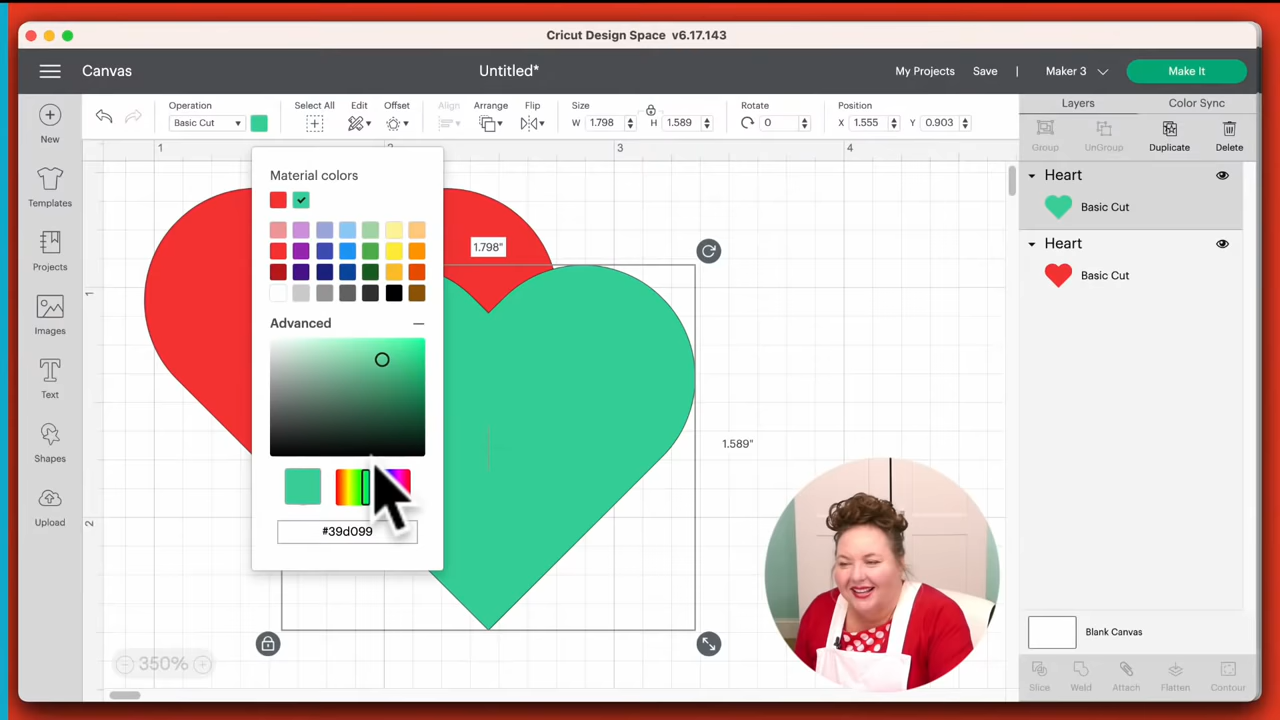 Cricut Design Space v6.17.143
Canvas
Untitled*
My Projects
Save
Maker 3
Make It
Operation
Basic Cut
Select All
Edit
Offset
Align
Arrange
Flip
Size
W 1.798
H 1.589
Rotate
0
Position
X 1.555
Y 0.903
Layers
Color Sync
Group
UnGroup
Duplicate
Delete
New
Templates
Projects
Images
Text
Shapes
Upload
1
2
3
4
1
2
Material colors
Advanced
#39d099
1.798"
1.589"
350%
Heart
Basic Cut
Heart
Basic Cut
Blank Canvas
Slice
Weld
Attach
Flatten
Contour